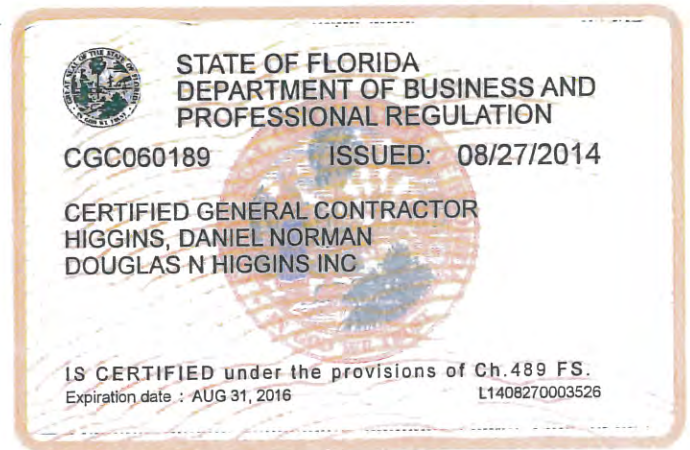 STATE OF FLORIDA
DEPARTMENT OF BUSINESS AND
PROFESSIONAL REGULATION
CGC060189 ISSUED: 08/27/2014
CERTIFIED GENERAL CONTRACTOR
HIGGINS, DANIEL NORMAN
DOUGLAS N HIGGINS INC
IS CERTIFIED under the provisions of Ch.489 FS.
Expiration date : AUG 31, 2016 L1408270003526